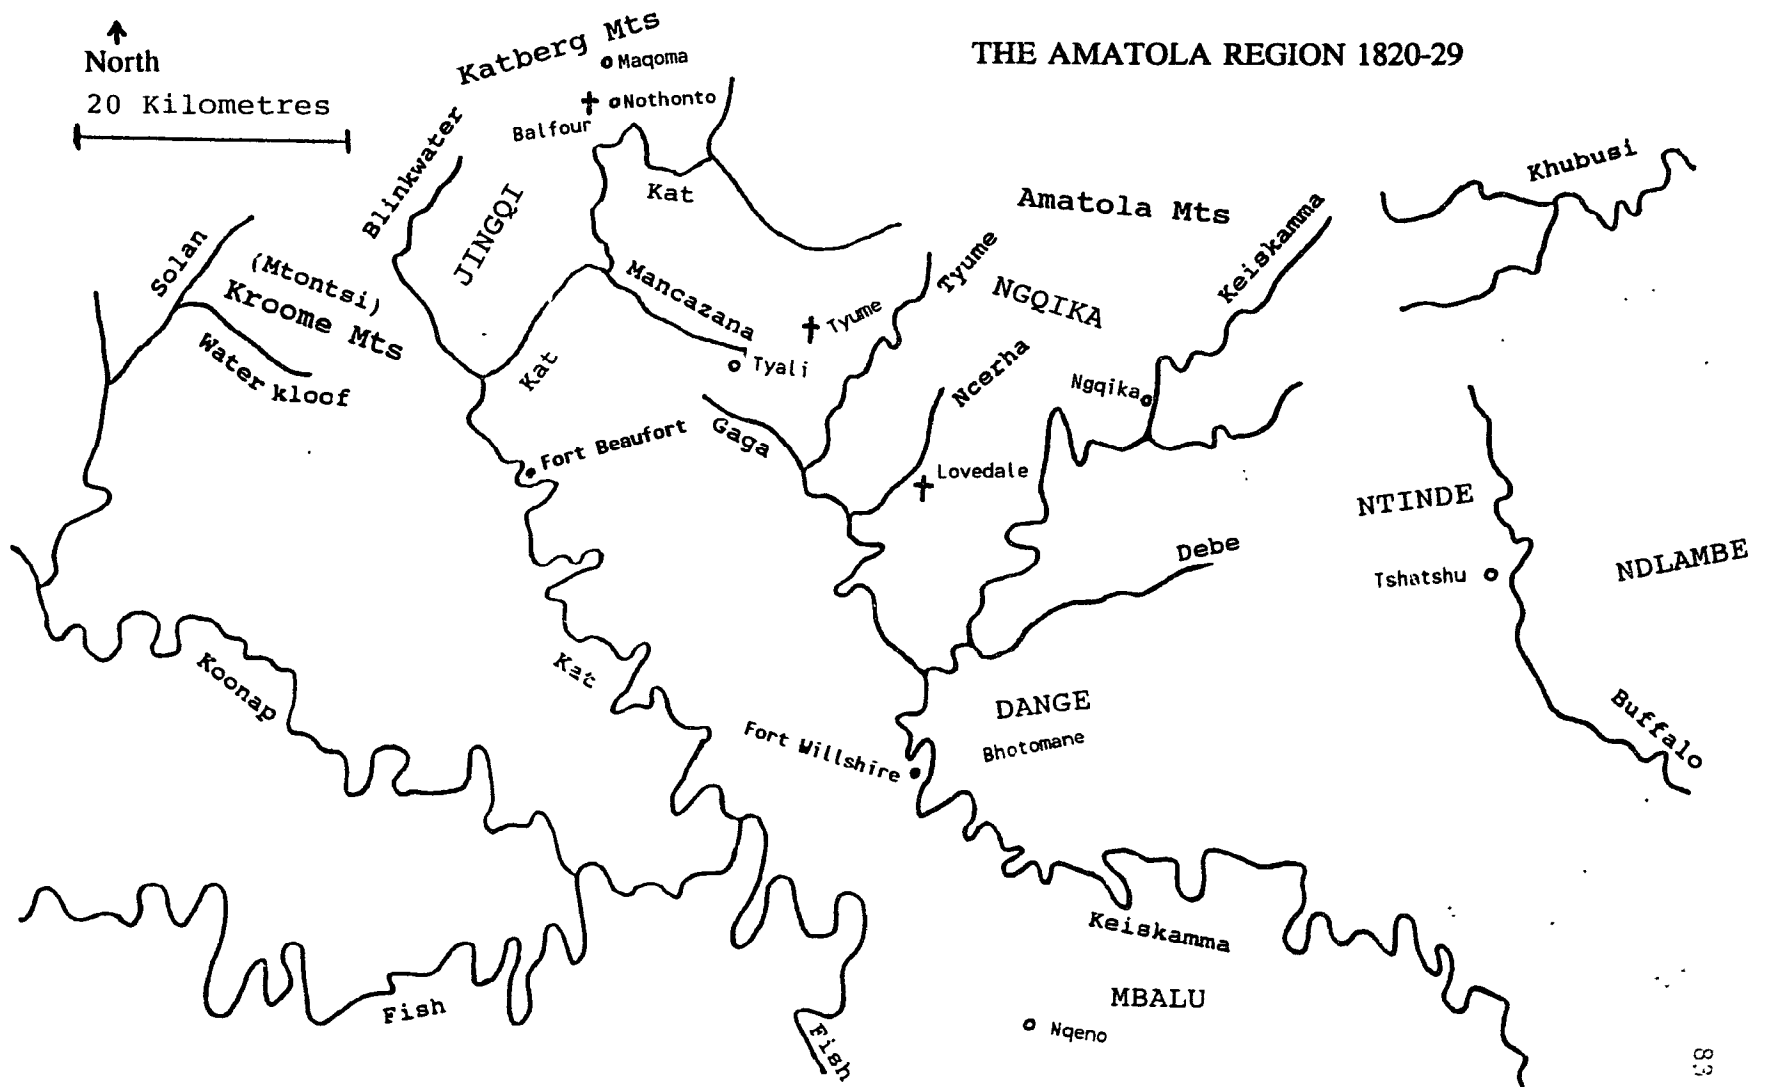 THE AMATOLA REGION 1820-29
North
20 Kilometres
Katberg Mts
Maqoma
Nothonto
Balfour
Blinkwater
JINGQI
Kat
Solan
(Mtontsi)
Kroome Mts
Water kloof
Mancazana
Tyume
Tyali
Kat
Amatola Mts
Khubusi
Tyume
NGQIKA
Keiskamma
Ncerha
Ngqika
Gaga
Fort Beaufort
Lovedale
NTINDE
Debe
Tshatshu
NDLAMBE
Koonap
Kat
DANGE
Bhotomane
Fort Willshire
Buffalo
Keiskamma
MBALU
Nqeno
Fish
Fish
83